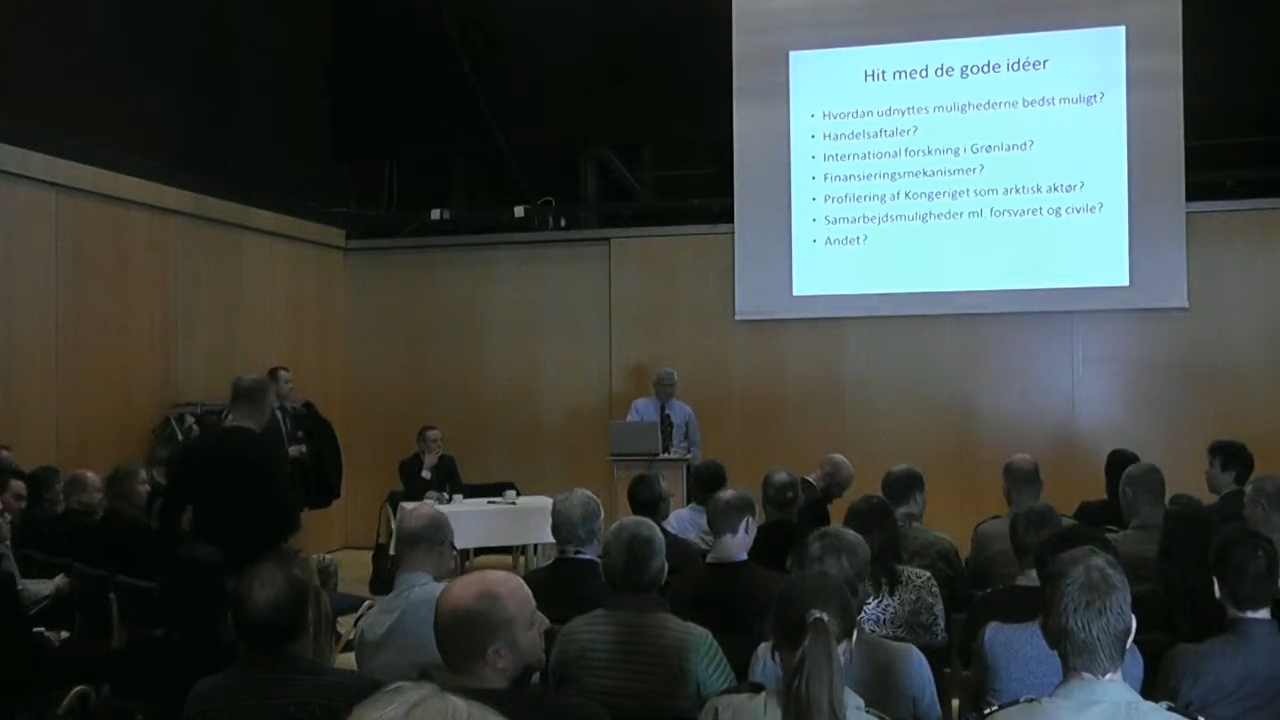 Hit med de gode idéer
• Hvordan udnyttes mulighederne bedst muligt?
• Handelsaftaler?
• International forskning i Grønland?
• Finansieringsmekanismer?
• Profilering af Kongeriget som arktisk aktør?
• Samarbejdsmuligheder ml. forsvaret og civile?
• Andet?